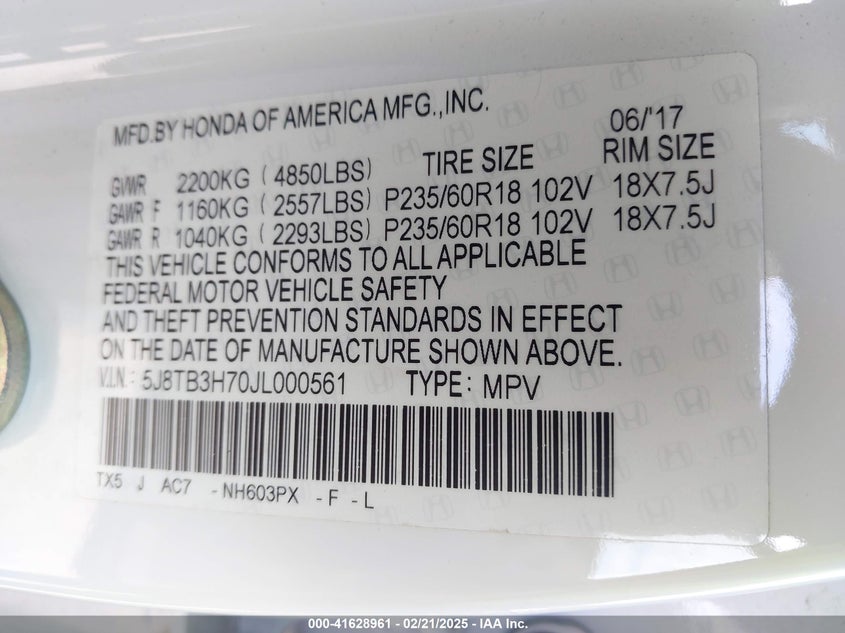 MFD.BY HONDA OF AMERICA MFG.,INC. 06/'17
GVWR 2200KG (4850LBS) TIRE SIZE RIM SIZE
GAWR F 1160KG (2557LBS) P235/60R18 102V 18X7.5J
GAWR R 1040KG (2293LBS) P235/60R18 102V 18X7.5J
THIS VEHICLE CONFORMS TO ALL APPLICABLE
FEDERAL MOTOR VEHICLE SAFETY
AND THEFT PREVENTION STANDARDS IN EFFECT
ON THE DATE OF MANUFACTURE SHOWN ABOVE.
V.I.N.: 5J8TB3H70JL000561 TYPE: MPV
TX5 J AC7 -NH603PX -F -L
000-41628961 - 02/21/2025 - IAA Inc.